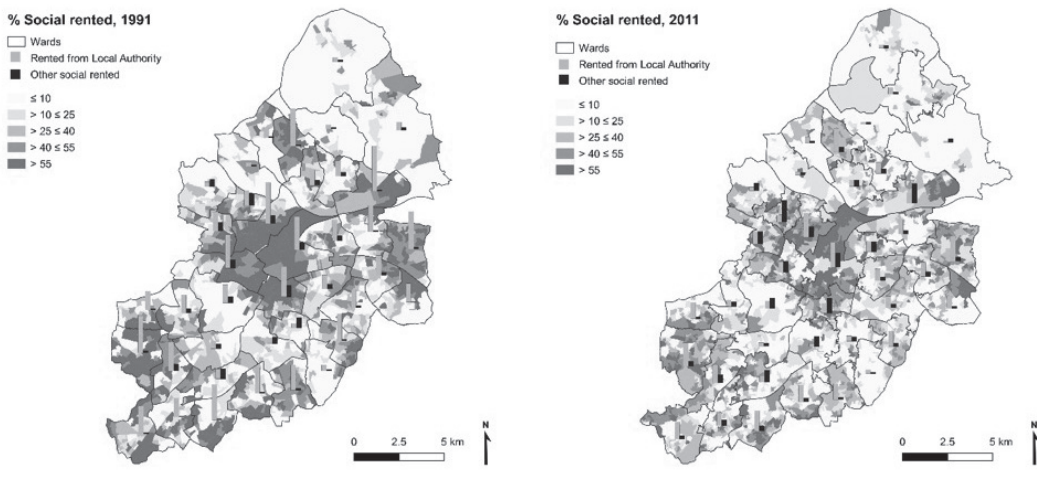 % Social rented, 1991
Wards
Rented from Local Authority
Other social rented
≤ 10
> 10 ≤ 25
> 25 ≤ 40
> 40 ≤ 55
> 55
0 2.5 5 km
N
% Social rented, 2011
Wards
Rented from Local Authority
Other social rented
≤ 10
> 10 ≤ 25
> 25 ≤ 40
> 40 ≤ 55
> 55
0 2.5 5 km
N